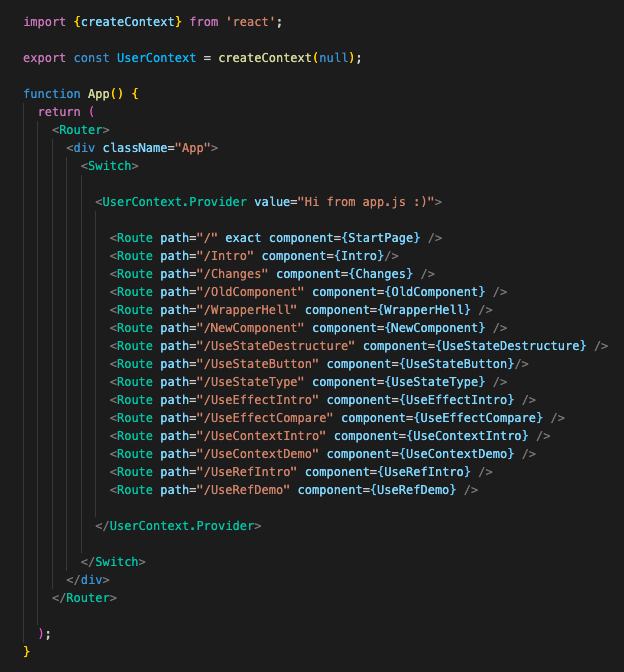 import {createContext} from 'react';
export const UserContext = createContext(null);
function App() {
return (
<Router>
<div className="App">
<Switch>
<UserContext.Provider value="Hi from app.js :)">
<Route path="/" exact component={StartPage} />
<Route path="/Intro" component={Intro}/>
<Route path="/Changes" component={Changes} />
<Route path="/OldComponent" component={OldComponent} />
<Route path="/WrapperHell" component={WrapperHell} />
<Route path="/NewComponent" component={NewComponent} />
<Route path="/UseStateDestructure" component={UseStateDestructure} />
<Route path="/UseStateButton" component={UseStateButton}/>
<Route path="/UseStateType" component={UseStateType} />
<Route path="/UseEffectIntro" component={UseEffectIntro} />
<Route path="/UseEffectCompare" component={UseEffectCompare} />
<Route path="/UseContextIntro" component={UseContextIntro} />
<Route path="/UseContextDemo" component={UseContextDemo} />
<Route path="/UseRefIntro" component={UseRefIntro} />
<Route path="/UseRefDemo" component={UseRefDemo} />
</UserContext.Provider>
</Switch>
</div>
</Router>
);
}